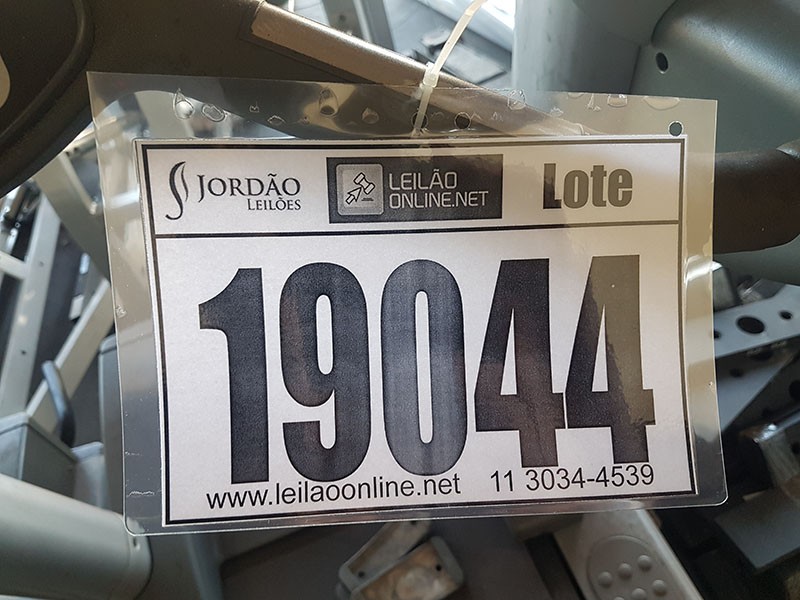 JORDÃO
LEILÕES
LEILÃO
ONLINE.NET
Lote
19044
www.leilaoonline.net 11 3034-4539